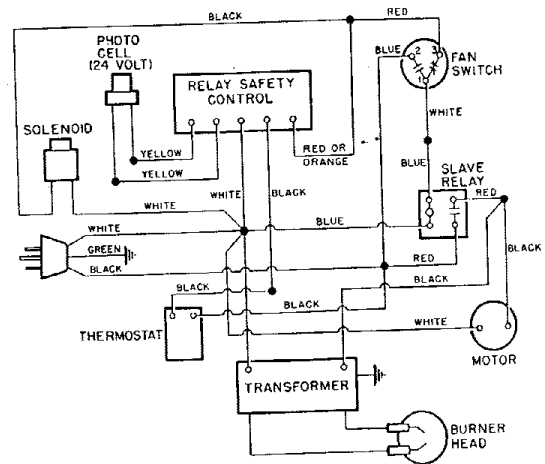 BLACK
RED
PHOTO
CELL
(24 VOLT)
BLUE
2
3
1
FAN
SWITCH
RELAY SAFETY
CONTROL
WHITE
SOLENOID
YELLOW
RED OR
ORANGE
YELLOW
BLUE
SLAVE
RELAY
WHITE
BLACK
RED
WHITE
WHITE
BLUE
GREEN
BLACK
RED
BLACK
BLACK
BLACK
BLACK
THERMOSTAT
WHITE
MOTOR
TRANSFORMER
BURNER
HEAD